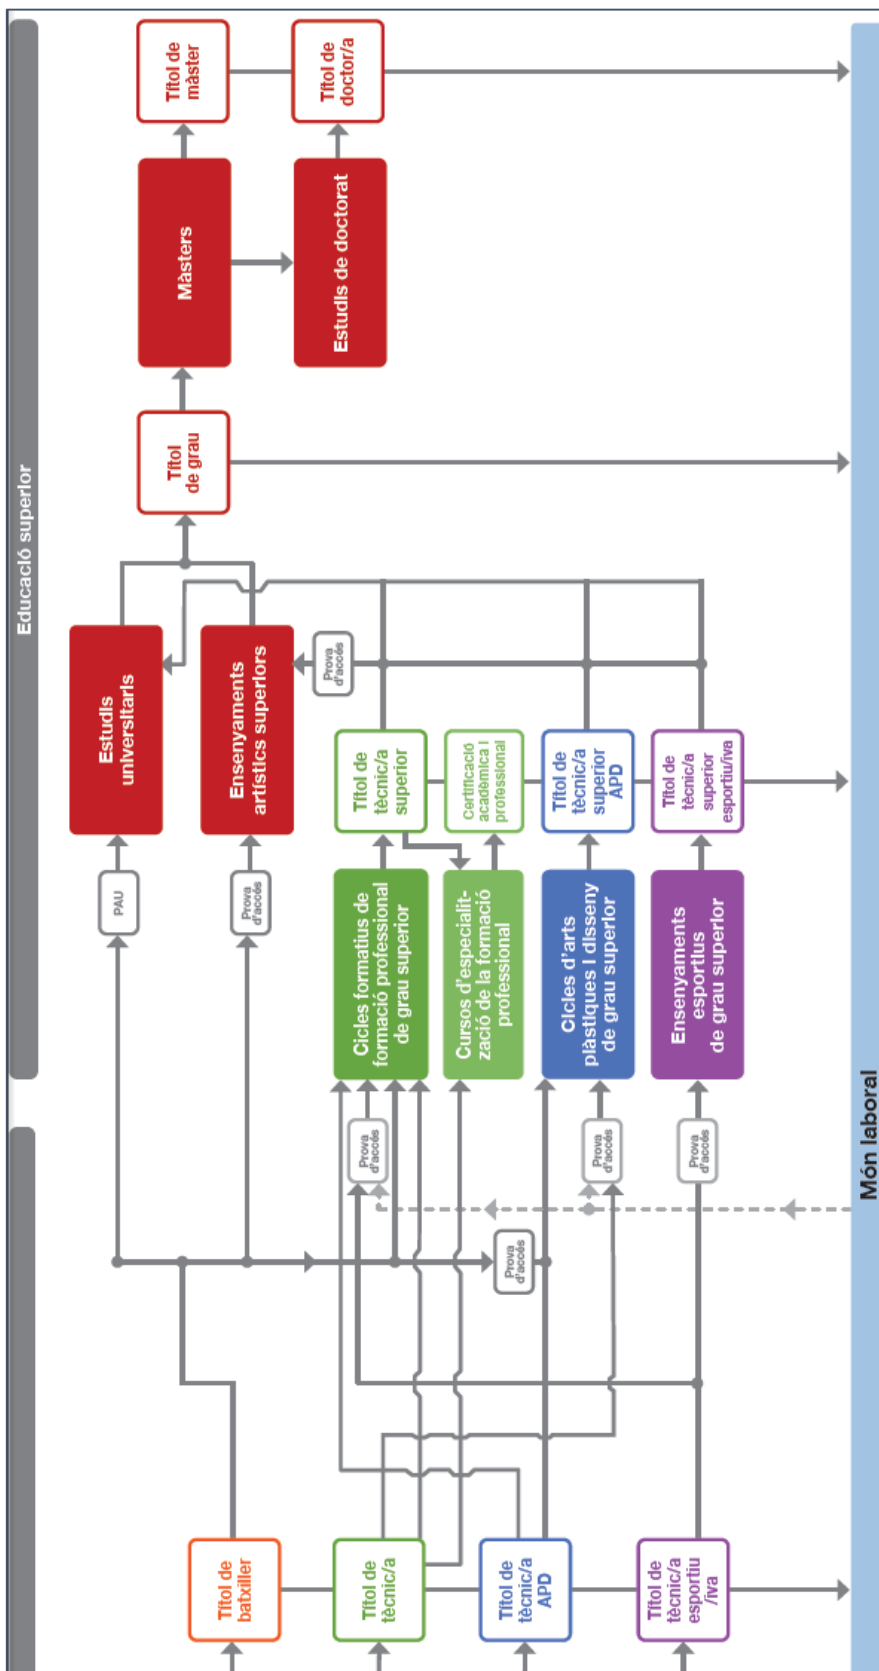 Educació superior
PAU
Estudis
universitaris
Títol de
màster
Màsters
Títol
de grau
Títol de
batxiller
Prova
d'accés
Ensenyaments
artístics superiors
Títol de
doctor/a
Estudis de doctorat
Prova
d'accés
Títol de
tècnic/a
Prova
d'accés
Cicles formatius de
formació professional
de grau superior
Títol de
tècnic/a
superior
Cursos d'especialit-
zació de la formació
professional
Certificació
acadèmica i
professional
Títol de
tècnic/a
APD
Prova
d'accés
Prova
d'accés
Cicles d'arts
plàstiques i disseny
de grau superior
Títol de
tècnic/a
superior
APD
Títol de
tècnic/a
esportiu
/iva
Prova
d'accés
Ensenyaments
esportius
de grau superior
Títol de
tècnic/a
superior
esportiu/iva
Món laboral